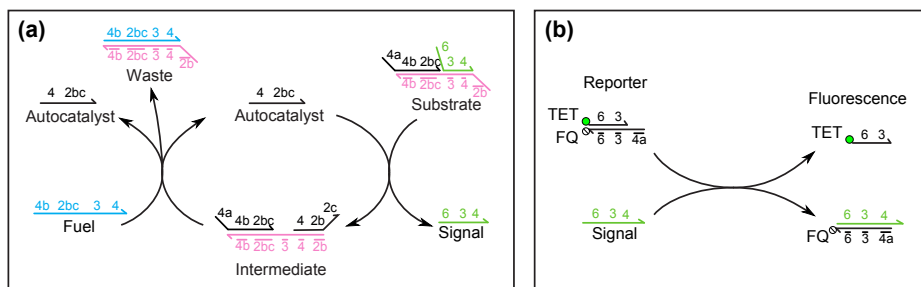 (a)
4b 2bc 3 4
4b̅ 2bc̅ 3̅ 4̅ 2b̅
Waste
4 2bc
Autocatalyst
4 2bc
Autocatalyst
4a 4b 2bc 6 3 4
4b̅ 2bc̅ 3̅ 4̅ 2b̅
Substrate
4b 2bc 3 4
Fuel
4a 4b 2bc 4 2b 2c
4b̅ 2bc̅ 3̅ 4̅ 2b̅
Intermediate
6 3 4
Signal
(b)
Reporter
TET 6 3
FQ 6̅ 3̅ 4a̅
Fluorescence
TET 6 3
6 3 4
Signal
6 3 4
FQ 6̅ 3̅ 4a̅